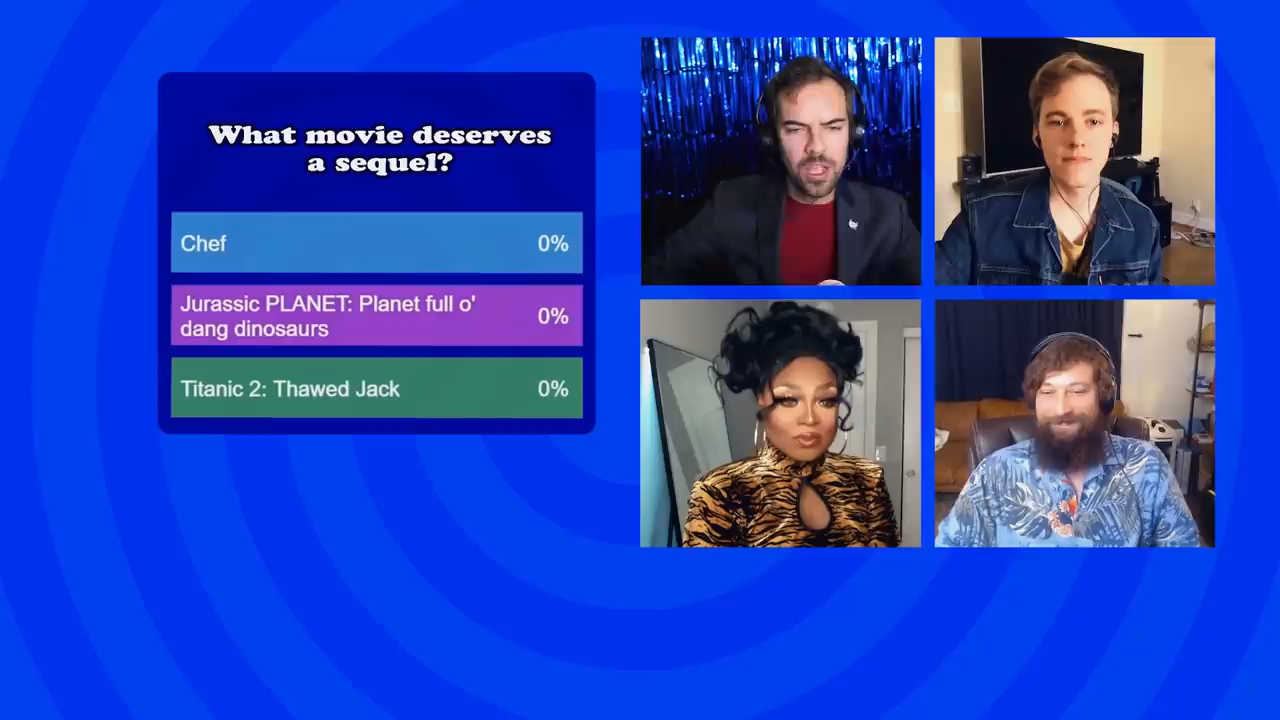 What movie deserves
a sequel?
Chef 0%
Jurassic PLANET: Planet full o'
dang dinosaurs 0%
Titanic 2: Thawed Jack 0%